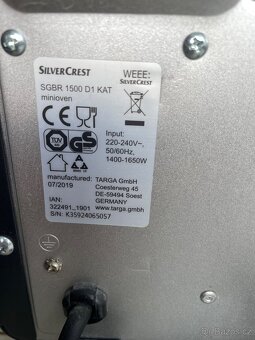 SILVERCREST
WEEE:
SILVERCREST
SGBR 1500 D1 KAT
minioven
Input:
220-240V~,
50/60Hz,
1400-1650W
manufactured:
07/2019
TARGA GmbH
Coesterweg 45
DE-59494 Soest
GERMANY
www.targa.gmbh
IAN:
322491_1901
S/N: K35924065057